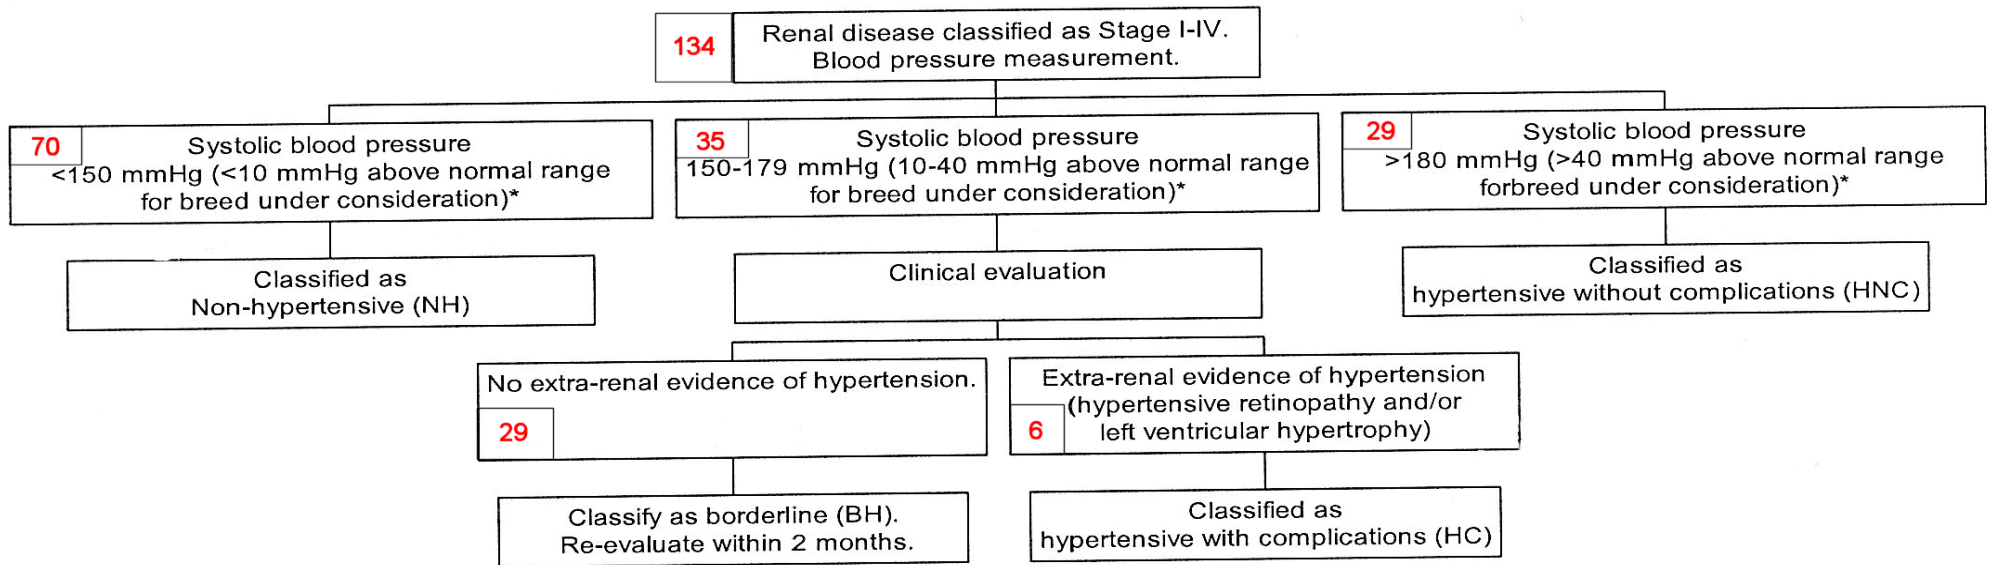 134
Renal disease classified as Stage I-IV.
Blood pressure measurement.
70
Systolic blood pressure
<150 mmHg (<10 mmHg above normal range
for breed under consideration)*
35
Systolic blood pressure
150-179 mmHg (10-40 mmHg above normal range
for breed under consideration)*
29
Systolic blood pressure
>180 mmHg (>40 mmHg above normal range
forbreed under consideration)*
Classified as
Non-hypertensive (NH)
Clinical evaluation
Classified as
hypertensive without complications (HNC)
No extra-renal evidence of hypertension.
29
Extra-renal evidence of hypertension
(hypertensive retinopathy and/or
left ventricular hypertrophy)
6
Classify as borderline (BH).
Re-evaluate within 2 months.
Classified as
hypertensive with complications (HC)